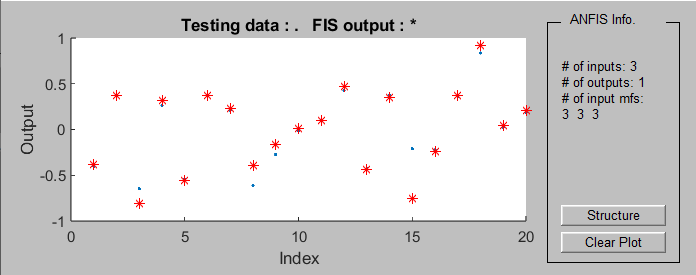 Testing data : .   FIS output : *
1
0.5
0
-0.5
-1
Output
0 5 10 15 20
Index
ANFIS Info.
# of inputs: 3
# of outputs: 1
# of input mfs:
3  3  3
Structure
Clear Plot